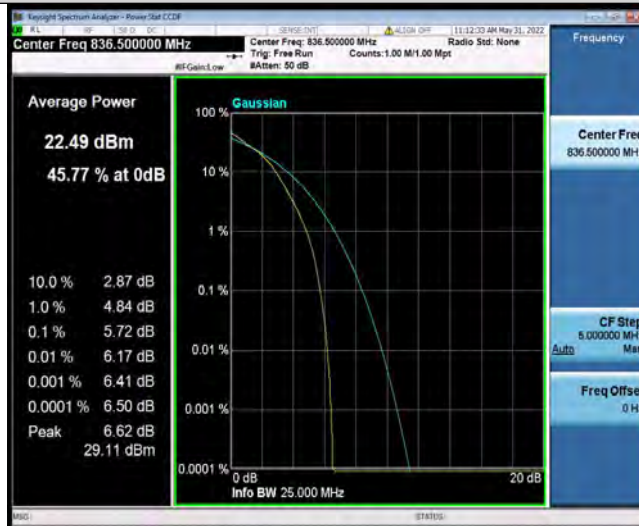 Keysight Spectrum Analyzer - Power Stat CCDF
RL RF 50 Ω DC SENSE:INT ALIGN OFF 11:12:33 AM May 31, 2022
Center Freq 836.500000 MHz
Center Freq: 836.500000 MHz Radio Std: None
Trig: Free Run Counts:1.00 M/1.00 Mpt
#IFGain:Low #Atten: 50 dB
Frequency
Average Power
22.49 dBm
45.77 % at 0dB
10.0 % 2.87 dB
1.0 % 4.84 dB
0.1 % 5.72 dB
0.01 % 6.17 dB
0.001 % 6.41 dB
0.0001 % 6.50 dB
Peak 6.62 dB
29.11 dBm
Gaussian
100 %
10 %
1 %
0.1 %
0.01 %
0.001 %
0.0001 %
0 dB 20 dB
Info BW 25.000 MHz
Center Fre
836.500000 MH
CF Step
5.000000 MH
Auto Ma
Freq Offse
0 H
MSG STATUS